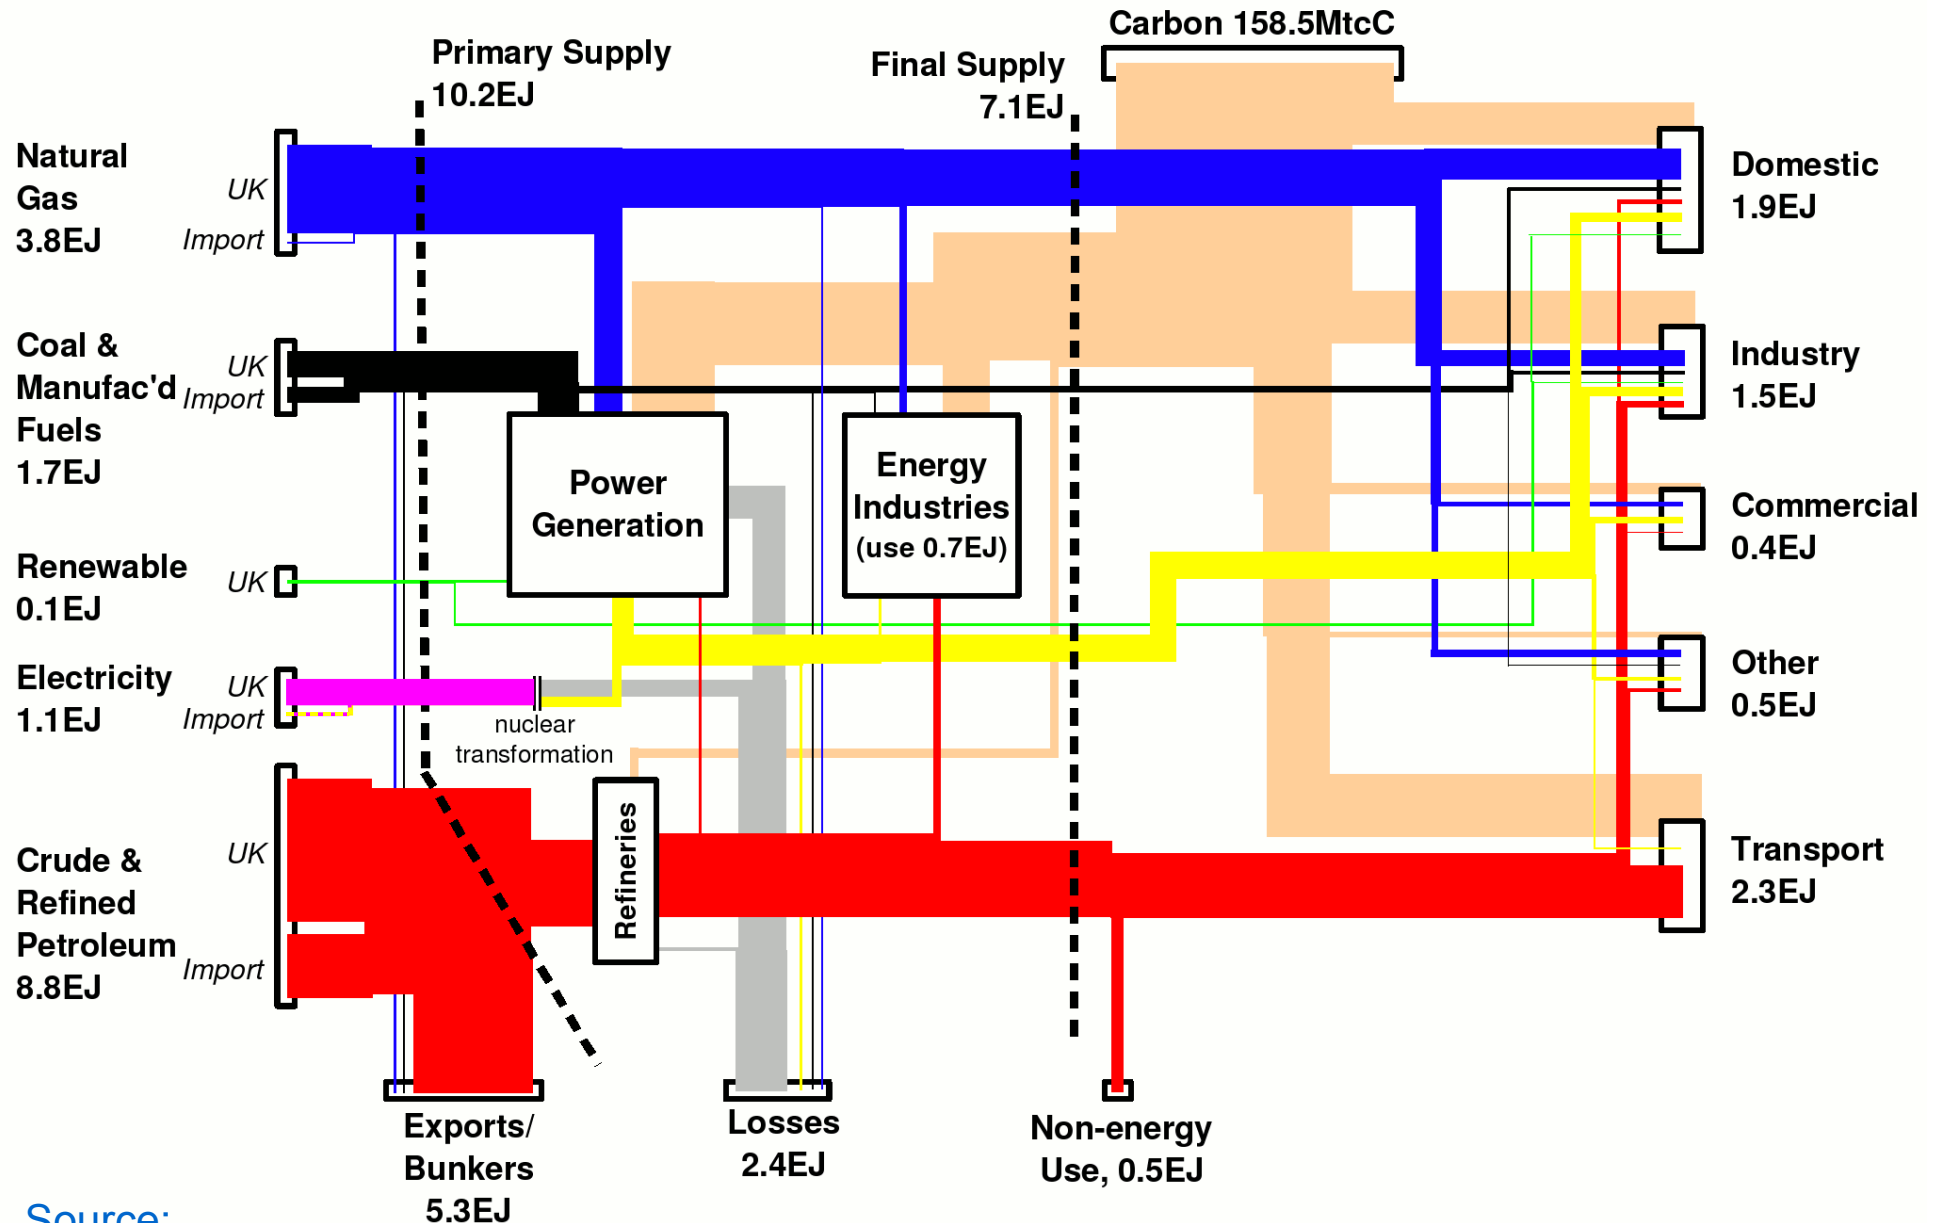 Carbon 158.5MtcC
Primary Supply
10.2EJ
Final Supply
7.1EJ
Natural
Gas
3.8EJ
UK
Import
Coal &
Manufac'd
Fuels
1.7EJ
UK
Import
Renewable
0.1EJ
UK
Electricity
1.1EJ
UK
Import
Crude &
Refined
Petroleum
8.8EJ
UK
Import
Power
Generation
Energy
Industries
(use 0.7EJ)
nuclear
transformation
Refineries
Domestic
1.9EJ
Industry
1.5EJ
Commercial
0.4EJ
Other
0.5EJ
Transport
2.3EJ
Exports/
Bunkers
5.3EJ
Losses
2.4EJ
Non-energy
Use, 0.5EJ
Source: